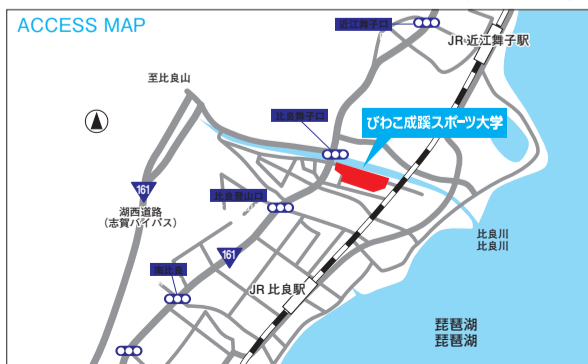 ACCESS MAP
近江舞子口
JR 近江舞子駅
至比良山
比良舞子口
びわこ成蹊スポーツ大学
161
湖西道路
(志賀バイパス)
比良登山口
比良川
比良川
161
南比良
JR 比良駅
琵琶湖
琵琶湖